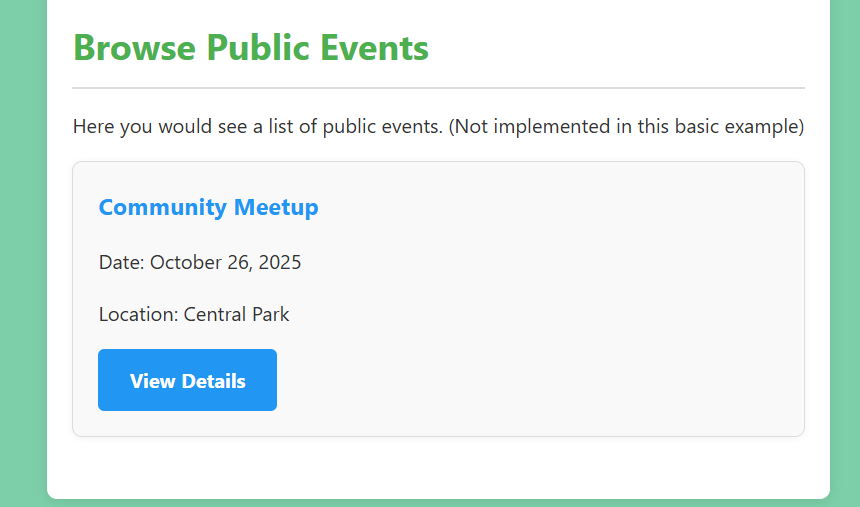 Browse Public Events
Here you would see a list of public events. (Not implemented in this basic example)
Community Meetup
Date: October 26, 2025
Location: Central Park
View Details